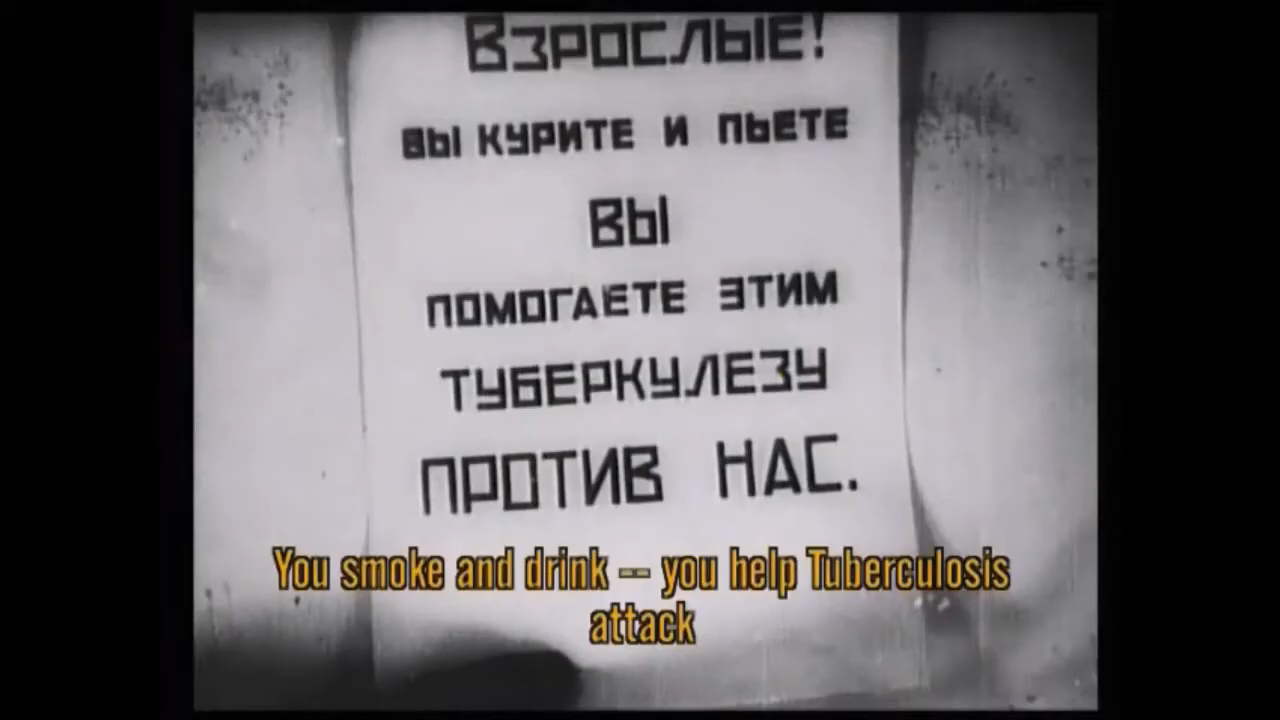 Взрослые!
вы курите и пьете
Вы
помогаете этим
туберкулезу
против нас.
You smoke and drink -- you help Tuberculosis
attack